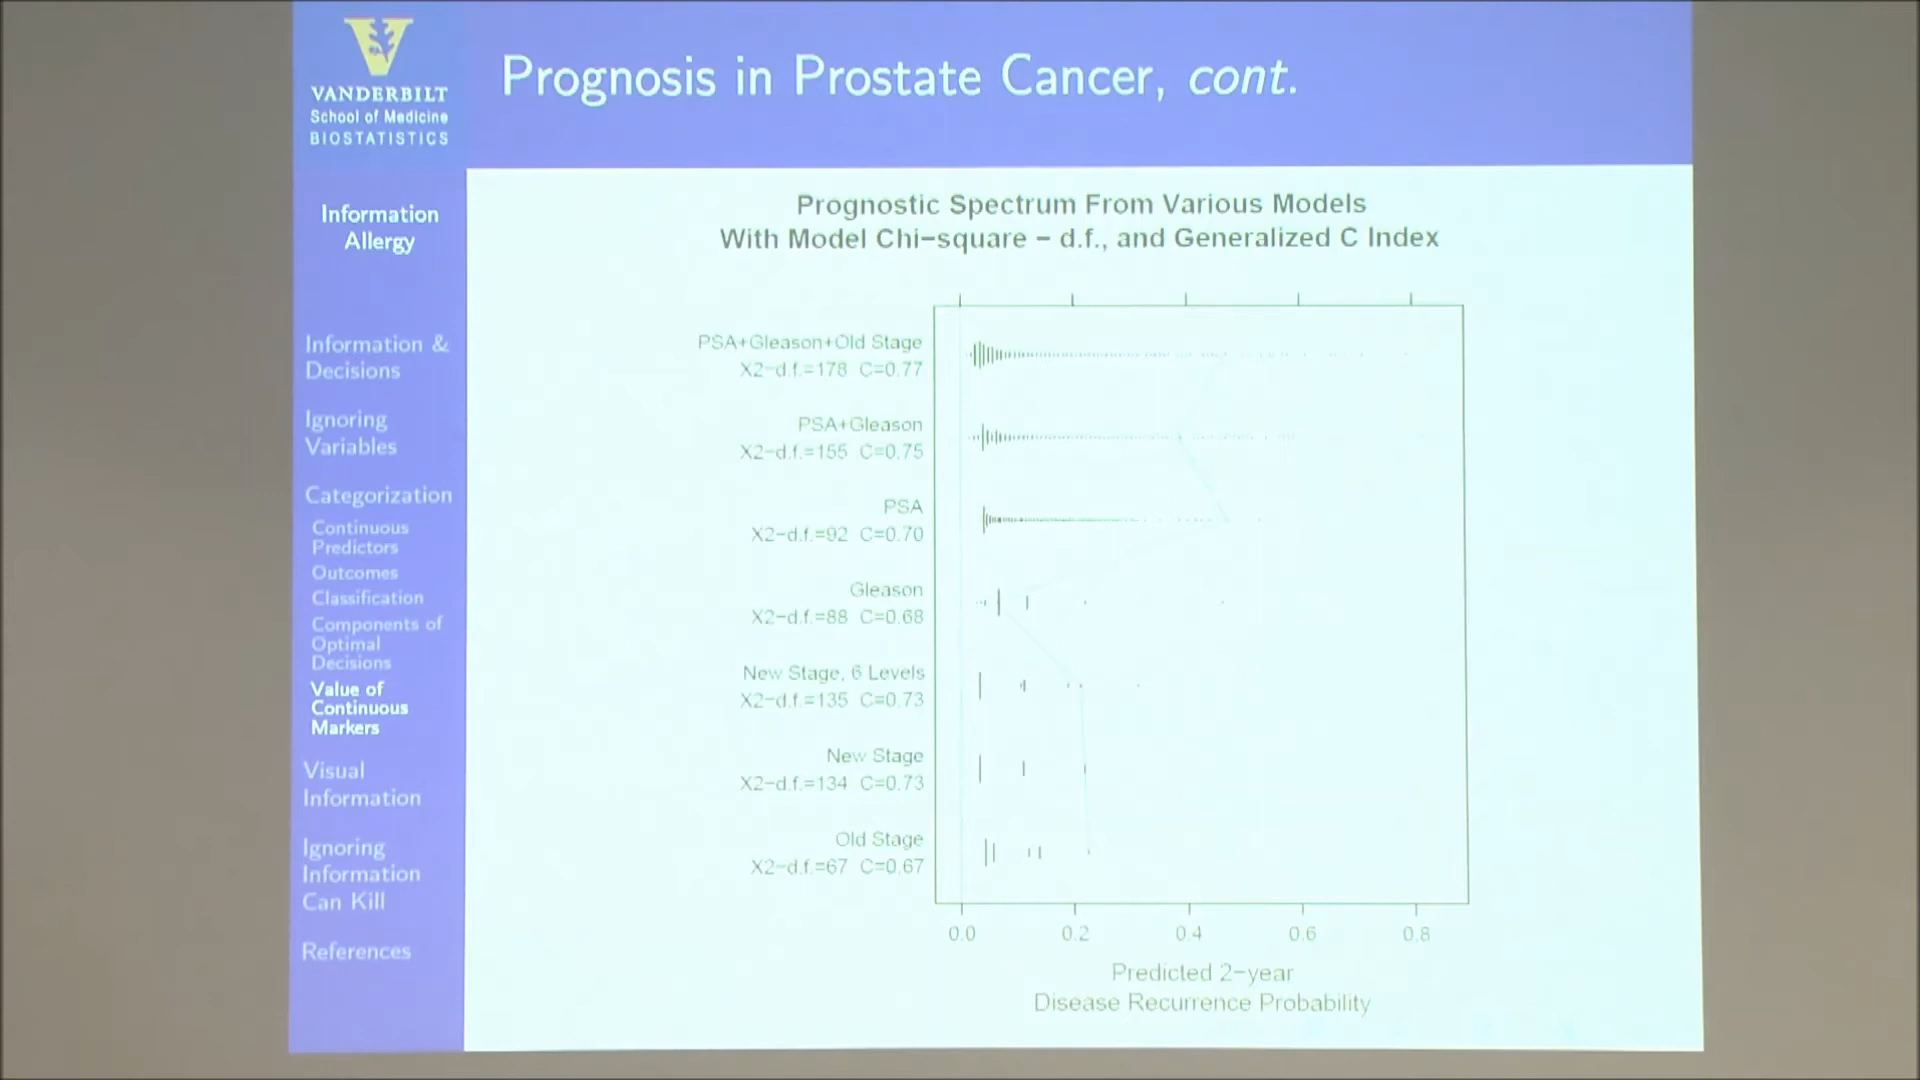 VANDERBILT
School of Medicine
BIOSTATISTICS
Prognosis in Prostate Cancer, cont.
Information
Allergy
Information &
Decisions
Ignoring
Variables
Categorization
Continuous
Predictors
Outcomes
Classification
Components of
Optimal
Decisions
Value of
Continuous
Markers
Visual
Information
Ignoring
Information
Can Kill
References
Prognostic Spectrum From Various Models
With Model Chi−square − d.f., and Generalized C Index
PSA+Gleason+Old Stage
X2−d.f.=178 C=0.77
PSA+Gleason
X2−d.f.=155 C=0.75
PSA
X2−d.f.=92 C=0.70
Gleason
X2−d.f.=88 C=0.68
New Stage, 6 Levels
X2−d.f.=135 C=0.73
New Stage
X2−d.f.=134 C=0.73
Old Stage
X2−d.f.=67 C=0.67
0.0 0.2 0.4 0.6 0.8
Predicted 2−year
Disease Recurrence Probability